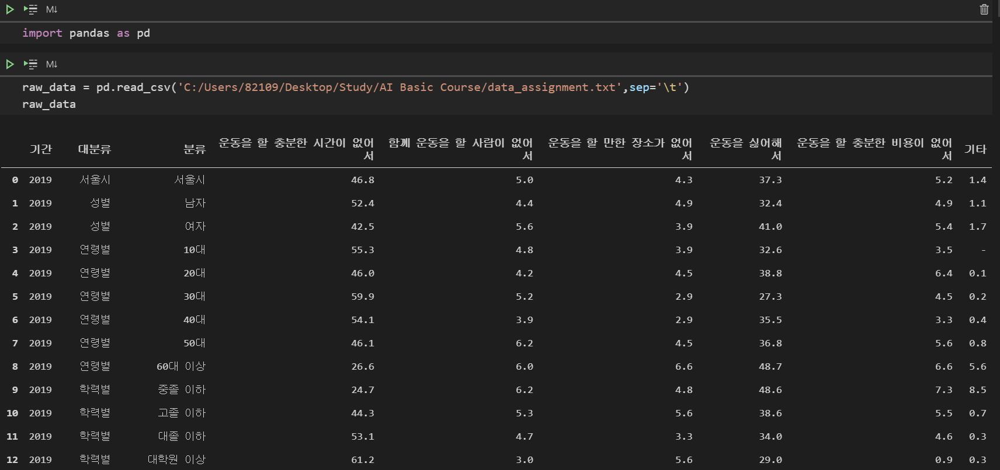 M↓
import pandas as pd
M↓
raw_data = pd.read_csv('C:/Users/82109/Desktop/Study/AI Basic Course/data_assignment.txt',sep='\t')
raw_data
기간 대분류 분류 운동을 할 충분한 시간이 없어서 함께 운동을 할 사람이 없어서 운동을 할 만한 장소가 없어서 운동을 싫어해서 운동을 할 충분한 비용이 없어서 기타
0 2019 서울시 서울시 46.8 5.0 4.3 37.3 5.2 1.4
1 2019 성별 남자 52.4 4.4 4.9 32.4 4.9 1.1
2 2019 성별 여자 42.5 5.6 3.9 41.0 5.4 1.7
3 2019 연령별 10대 55.3 4.8 3.9 32.6 3.5 -
4 2019 연령별 20대 46.0 4.2 4.5 38.8 6.4 0.1
5 2019 연령별 30대 59.9 5.2 2.9 27.3 4.5 0.2
6 2019 연령별 40대 54.1 3.9 2.9 35.5 3.3 0.4
7 2019 연령별 50대 46.1 6.2 4.5 36.8 5.6 0.8
8 2019 연령별 60대 이상 26.6 6.0 6.6 48.7 6.6 5.6
9 2019 학력별 중졸 이하 24.7 6.2 4.8 48.6 7.3 8.5
10 2019 학력별 고졸 이하 44.3 5.3 5.6 38.6 5.5 0.7
11 2019 학력별 대졸 이하 53.1 4.7 3.3 34.0 4.6 0.3
12 2019 학력별 대학원 이상 61.2 3.0 5.6 29.0 0.9 0.3